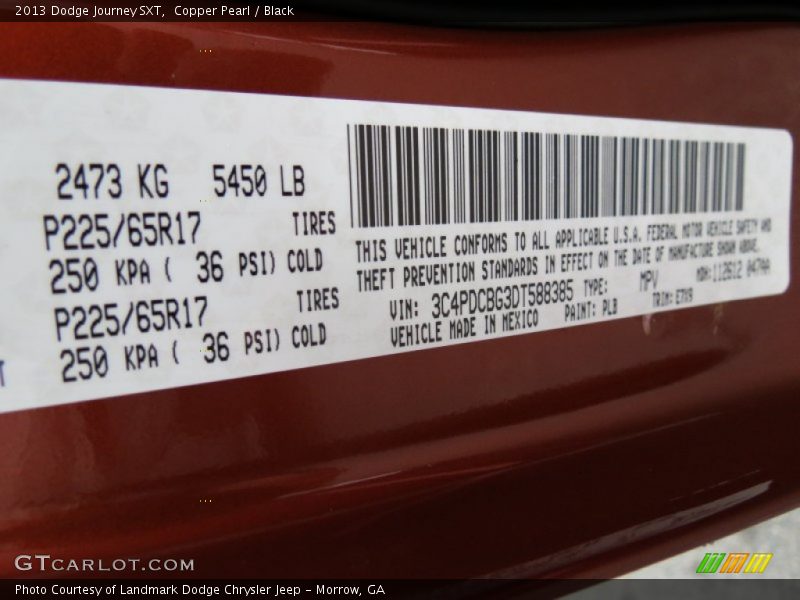 2013 Dodge Journey SXT, Copper Pearl / Black
2473 KG 5450 LB
P225/65R17 TIRES
250 KPA ( 36 PSI) COLD
P225/65R17 TIRES
250 KPA ( 36 PSI) COLD
THIS VEHICLE CONFORMS TO ALL APPLICABLE U.S.A. FEDERAL MOTOR VEHICLE SAFETY AND
THEFT PREVENTION STANDARDS IN EFFECT ON THE DATE OF MANUFACTURE SHOWN ABOVE.
VIN: 3C4PDCBG3DT588385 TYPE: MPV MDH:112612
VEHICLE MADE IN MEXICO PAINT: PLB TRIM:
GTcarlot.com
Photo Courtesy of Landmark Dodge Chrysler Jeep - Morrow, GA